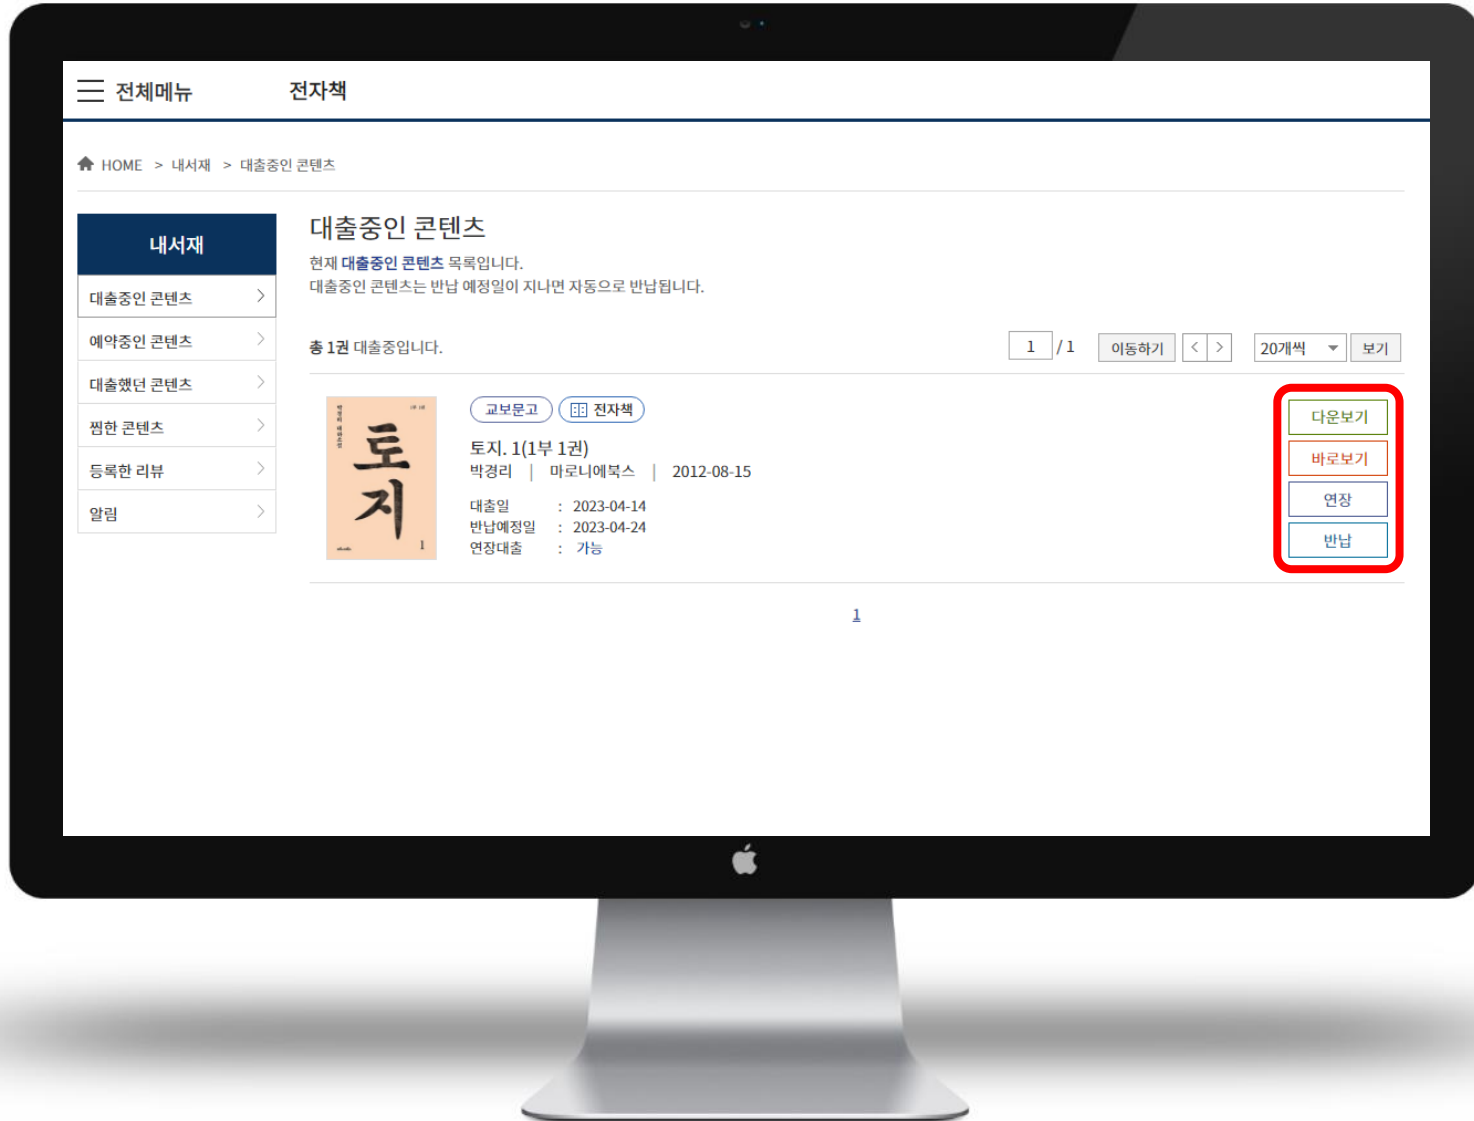 전체메뉴
전자책
HOME > 내서재 > 대출중인 콘텐츠
내서재
대출중인 콘텐츠
예약중인 콘텐츠
대출했던 콘텐츠
찜한 콘텐츠
등록한 리뷰
알림
대출중인 콘텐츠
현재 대출중인 콘텐츠 목록입니다.
대출중인 콘텐츠는 반납 예정일이 지나면 자동으로 반납됩니다.
총 1권 대출중입니다.
1 / 1 이동하기 < > 20개씩 보기
토지
1
교보문고 전자책
토지. 1(1부 1권)
박경리 | 마로니에북스 | 2012-08-15
대출일 : 2023-04-14
반납예정일 : 2023-04-24
연장대출 : 가능
다운보기
바로보기
연장
반납
1